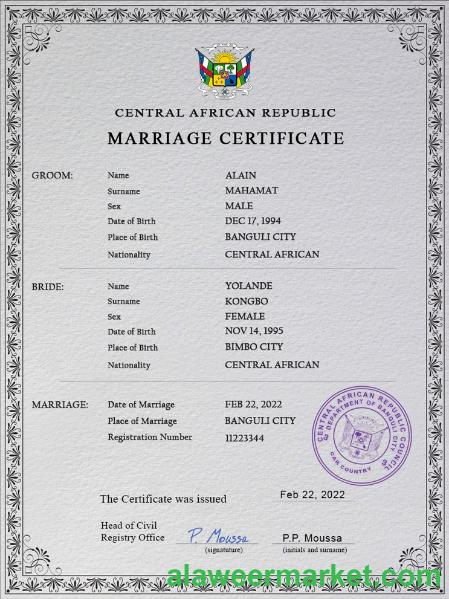 CENTRAL AFRICAN REPUBLIC
MARRIAGE CERTIFICATE
GROOM: Name ALAIN
Surname MAHAMAT
Sex MALE
Date of Birth DEC 17, 1994
Place of Birth BANGULI CITY
Nationality CENTRAL AFRICAN
BRIDE: Name YOLANDE
Surname KONGBO
Sex FEMALE
Date of Birth NOV 14, 1995
Place of Birth BIMBO CITY
Nationality CENTRAL AFRICAN
MARRIAGE: Date of Marriage FEB 22, 2022
Place of Marriage BANGULI CITY
Registration Number 11223344
CENTRAL AFRICAN REPUBLIC
DEPARTMENT OF BANGUIC CITY COUNCIL
CAR COUNTRY
The Certificate was issued Feb 22, 2022
Head of Civil
Registry Office P. Moussa P.P. Moussa
(signatuture) (initials and surname)
alaweermarket.com